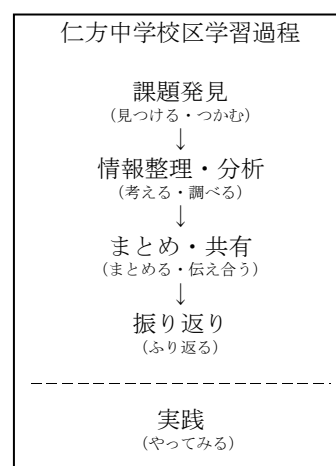 仁方中学校区学習過程
課題発見
(見つける・つかむ)
↓
情報整理・分析
(考える・調べる)
↓
まとめ・共有
(まとめる・伝え合う)
↓
振り返り
(ふり返る)
実践
(やってみる)